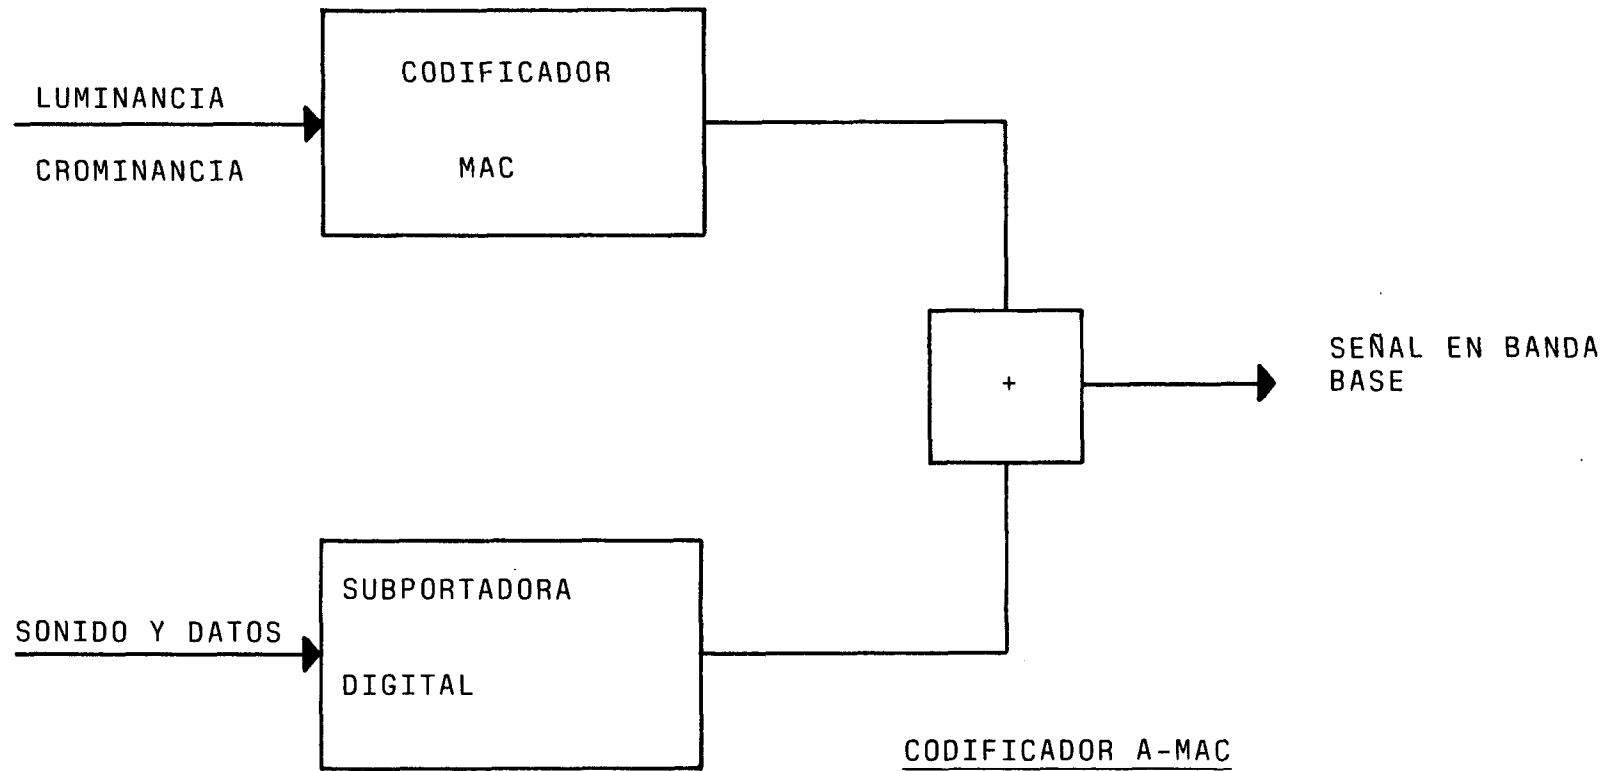 LUMINANCIA
CROMINANCIA
CODIFICADOR
MAC
+
SEÑAL EN BANDA
BASE
SONIDO Y DATOS
SUBPORTADORA
DIGITAL
CODIFICADOR A-MAC